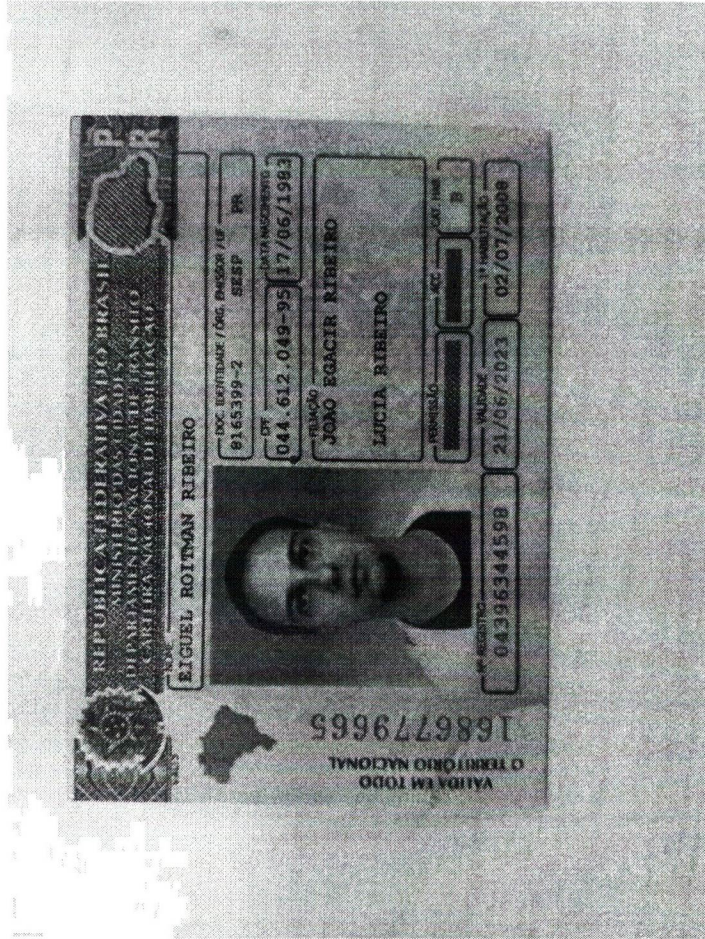 PR
REPÚBLICA FEDERATIVA DO BRASIL
MINISTÉRIO DAS CIDADES
DEPARTAMENTO NACIONAL DE TRÂNSITO
CARTEIRA NACIONAL DE HABILITAÇÃO
NOME
EIGUEL ROITMAN RIBEIRO
DOC. IDENTIDADE / ÓRG. EMISSOR / UF
8165399-2 SESP PR
CPF DATA NASCIMENTO
044.612.049-95 17/06/1983
FILIAÇÃO
JOAO EGACIR RIBEIRO
LUCIA RIBEIRO
PERMISSÃO ACC CAT. HAB
B
Nº REGISTRO VALIDADE 1ª HABILITAÇÃO
04396344598 21/06/2023 02/07/2008
VÁLIDA EM TODO
O TERRITÓRIO NACIONAL
1686779665